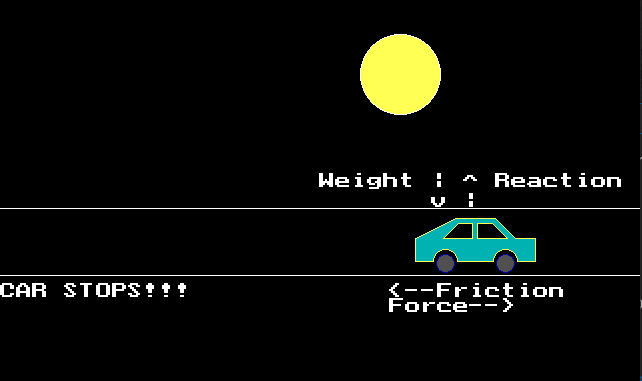 Weight ¦ ^ Reaction
v ¦
CAR STOPS!!!
<--Friction
Force-->